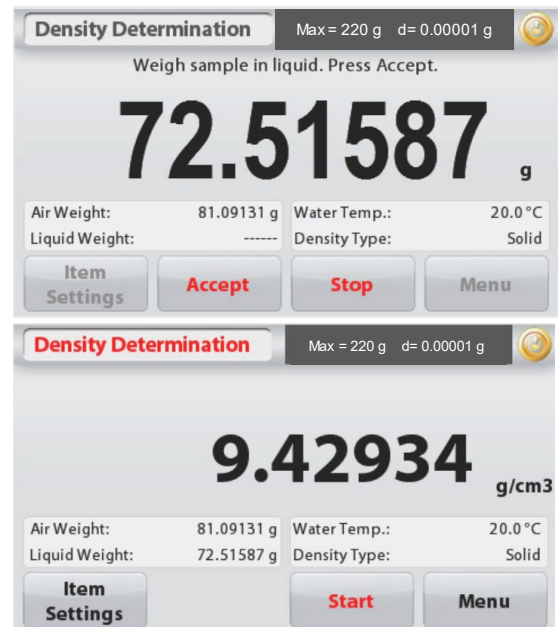 Density Determination Max = 220 g d= 0.00001 g
Weigh sample in liquid. Press Accept.
72.51587 g
Air Weight: 81.09131 g Water Temp.: 20.0°C
Liquid Weight: ------ Density Type: Solid
Item Settings Accept Stop Menu
Density Determination Max = 220 g d= 0.00001 g
9.42934 g/cm3
Air Weight: 81.09131 g Water Temp.: 20.0°C
Liquid Weight: 72.51587 g Density Type: Solid
Item Settings Start Menu